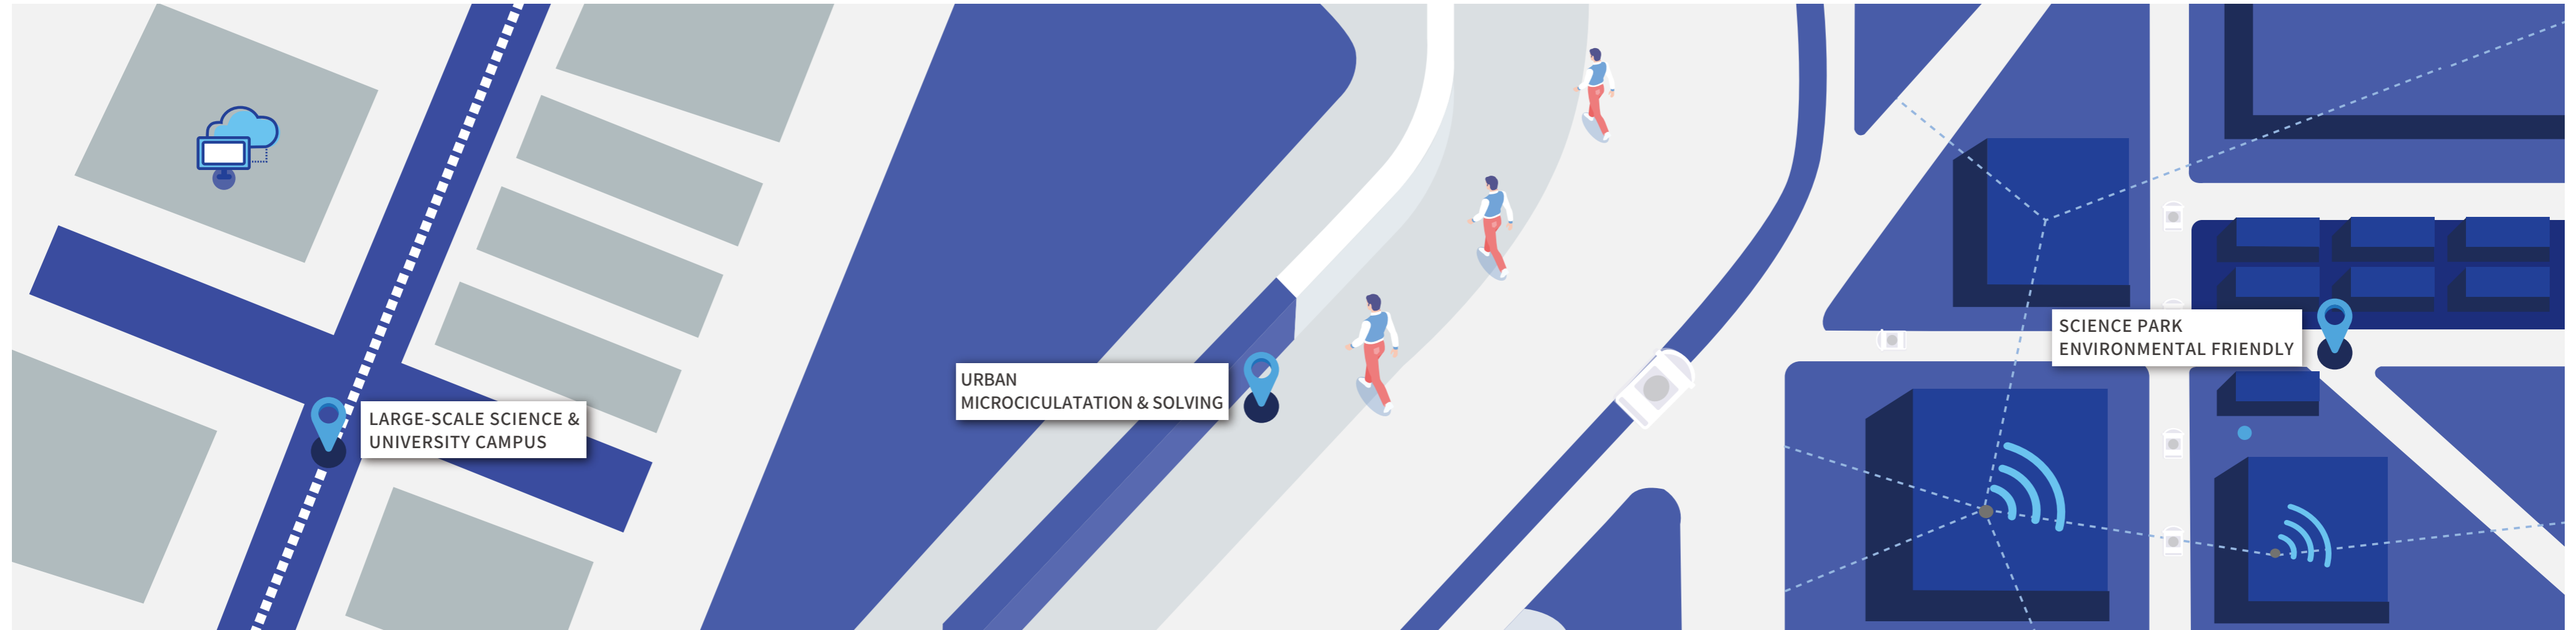 LARGE-SCALE SCIENCE &
UNIVERSITY CAMPUS
URBAN
MICROCICULATATION & SOLVING
SCIENCE PARK
ENVIRONMENTAL FRIENDLY